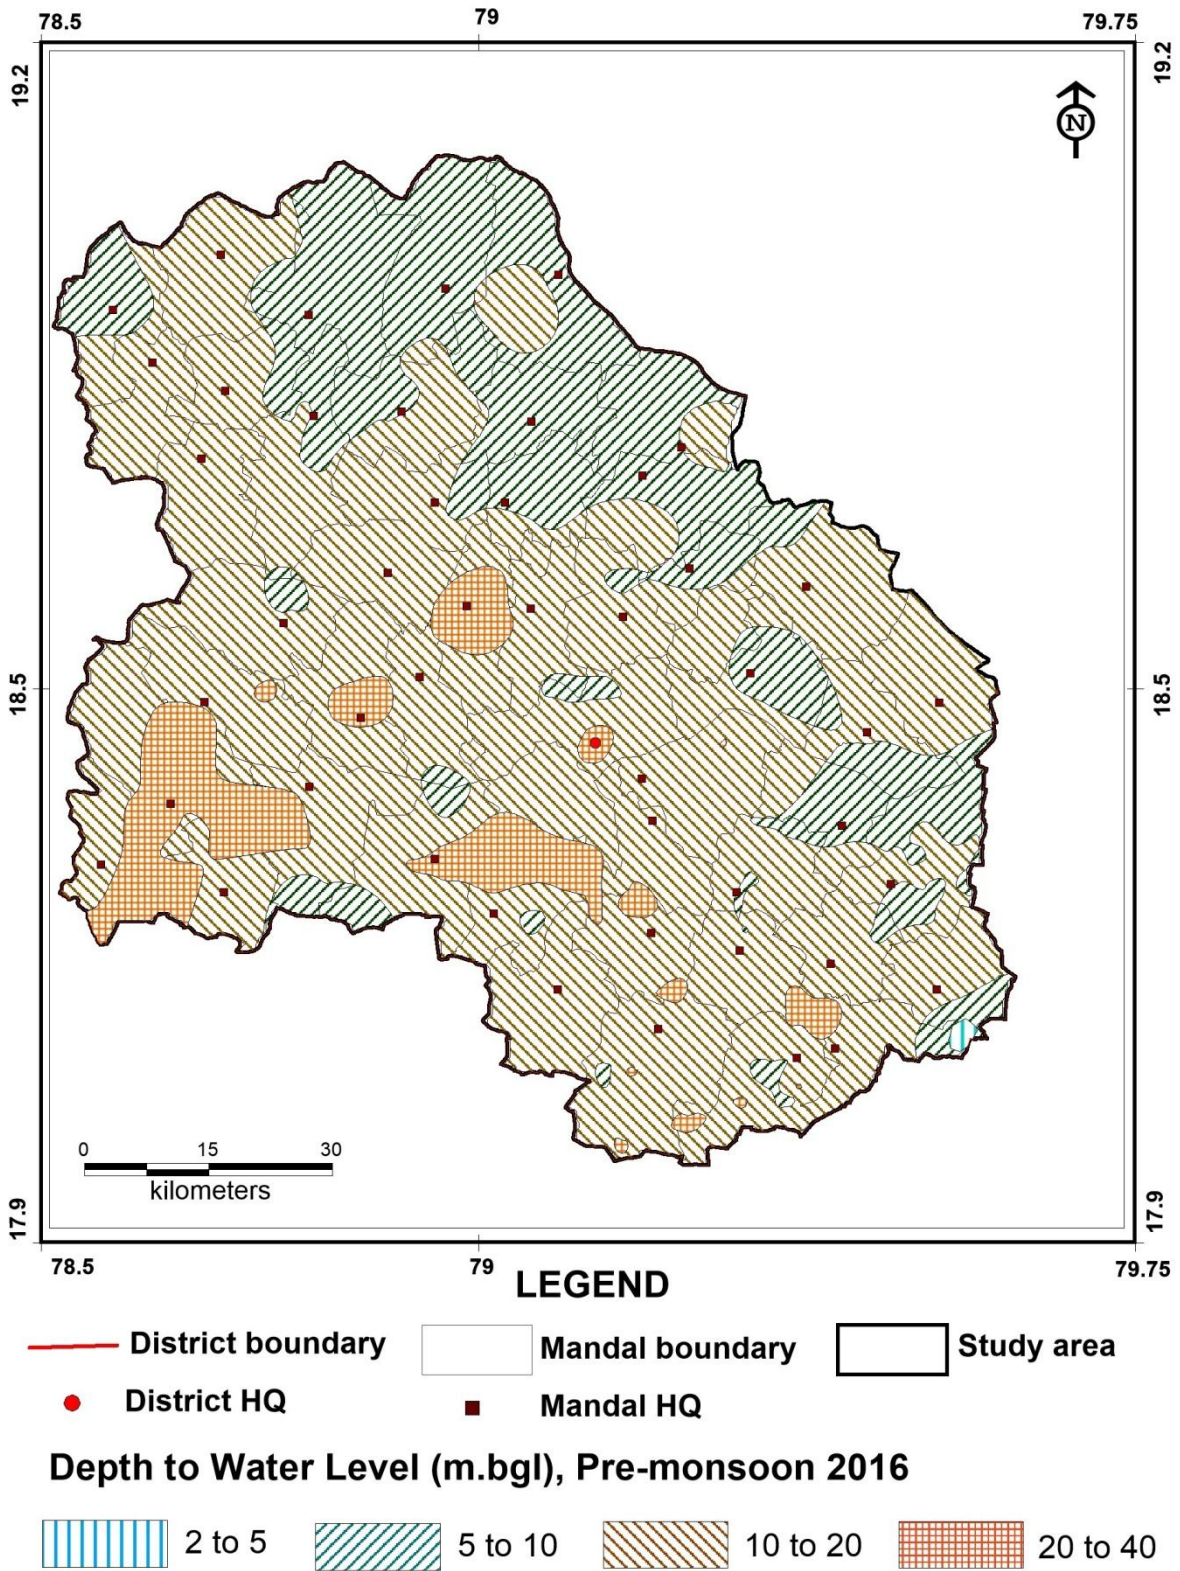 78.5 79 79.75
19.2 19.2
N
18.5 18.5
0 15 30
kilometers
17.9 17.9
78.5 79 79.75
LEGEND
District boundary Mandal boundary Study area
District HQ Mandal HQ
Depth to Water Level (m.bgl), Pre-monsoon 2016
2 to 5 5 to 10 10 to 20 20 to 40